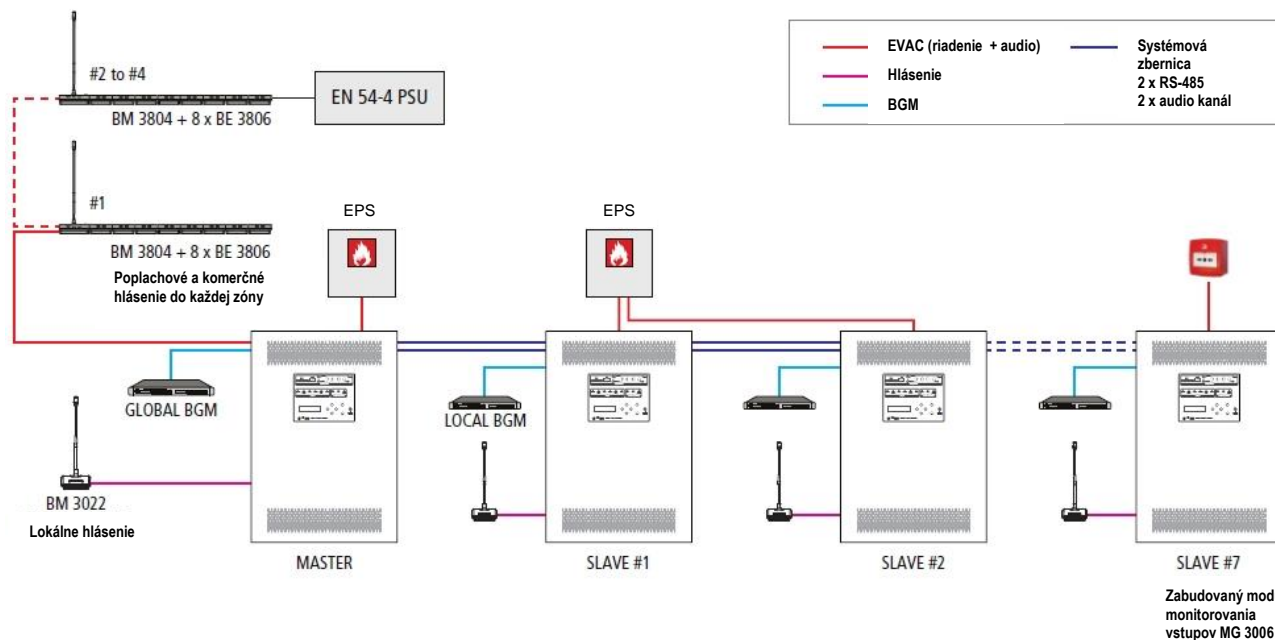 #2 to #4
EN 54-4 PSU
BM 3804 + 8 x BE 3806
EVAC (riadenie + audio)
Hlásenie
BGM
Systémová
zbernica
2 x RS-485
2 x audio kanál
#1
BM 3804 + 8 x BE 3806
Poplachové a komerčné
hlásenie do každej zóny
EPS
EPS
GLOBAL BGM
LOCAL BGM
BM 3022
Lokálne hlásenie
MASTER
SLAVE #1
SLAVE #2
SLAVE #7
Zabudovaný mod
monitorovania
vstupov MG 3006